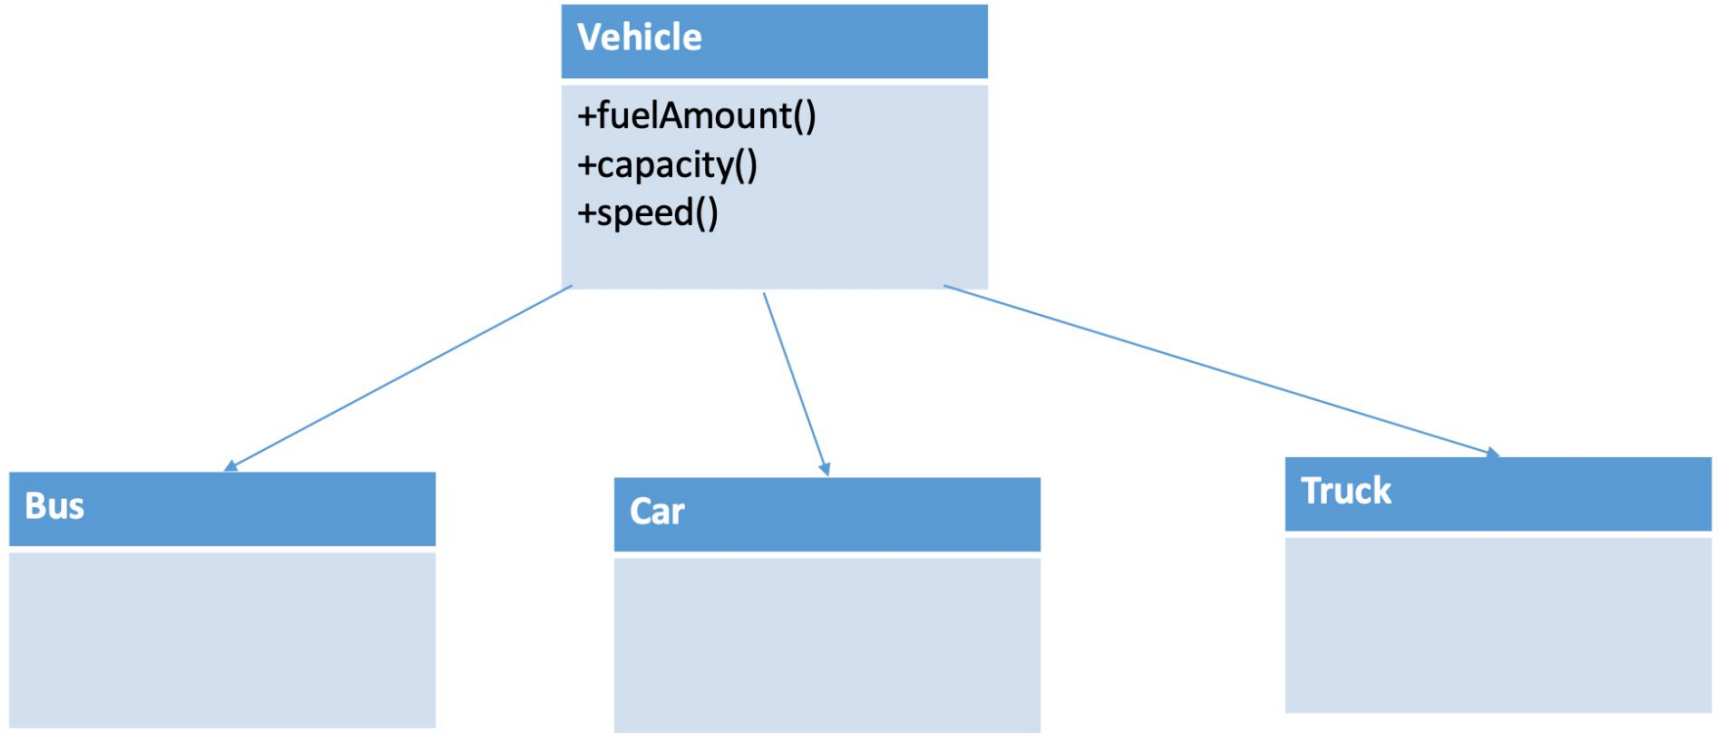 Vehicle
+fuelAmount()
+capacity()
+speed()
Bus
Car
Truck